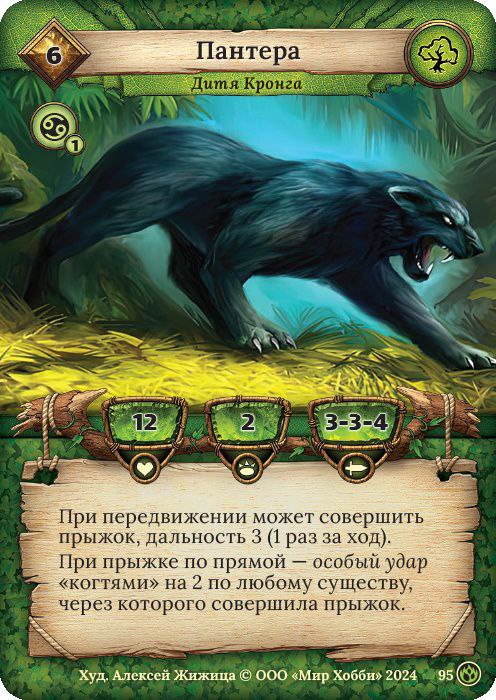 6
Пантера
Дитя Кронга
1
12
2
3-3-4
При передвижении может совершить
прыжок, дальность 3 (1 раз за ход).
При прыжке по прямой — особый удар
«когтями» на 2 по любому существу,
через которого совершила прыжок.
Худ. Алексей Жижица © ООО «Мир Хобби» 2024 95